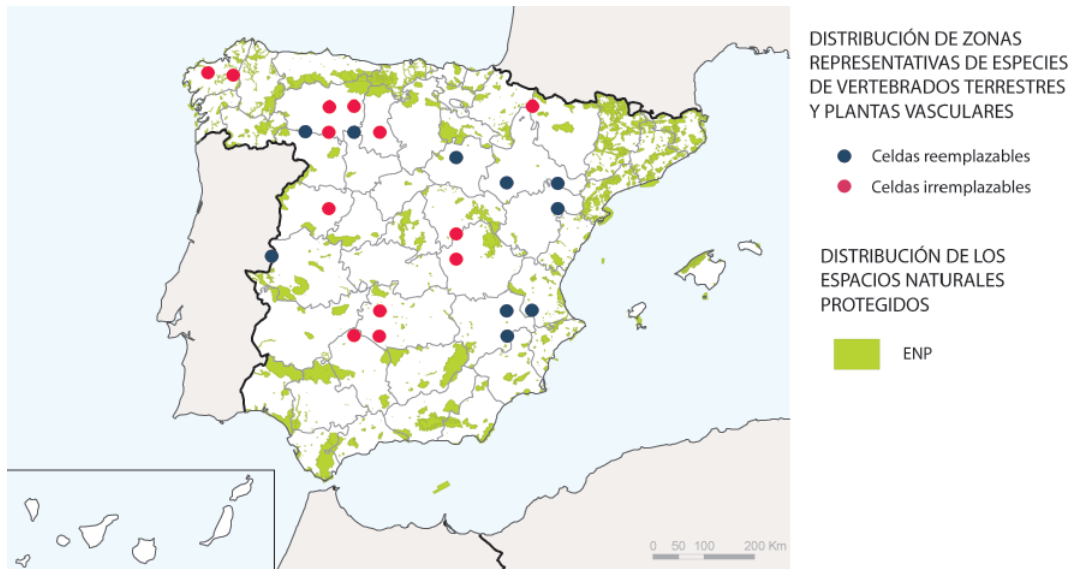 DISTRIBUCIÓN DE ZONAS
REPRESENTATIVAS DE ESPECIES
DE VERTEBRADOS TERRESTRES
Y PLANTAS VASCULARES
Celdas reemplazables
Celdas irremplazables
DISTRIBUCIÓN DE LOS
ESPACIOS NATURALES
PROTEGIDOS
ENP
0 50 100 200 Km